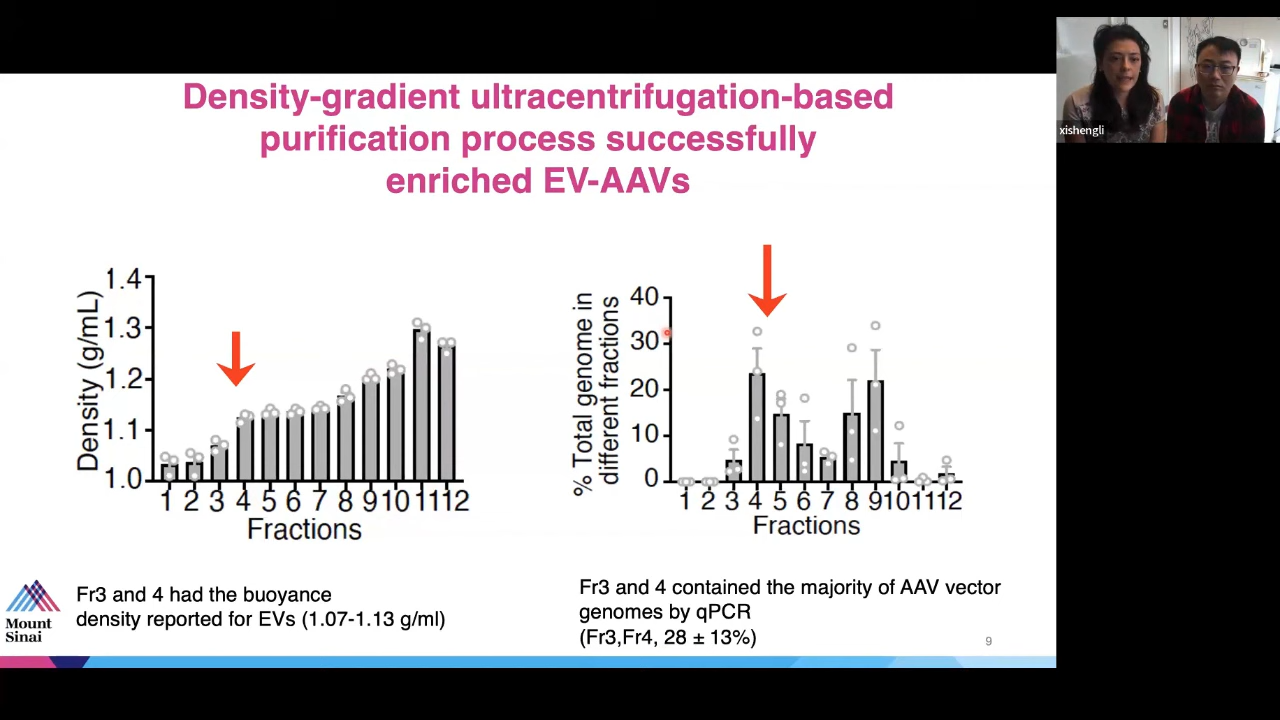 xishengli
Density-gradient ultracentrifugation-based
purification process successfully
enriched EV-AAVs
Density (g/mL)
1.4
1.3
1.2
1.1
1.0
1 2 3 4 5 6 7 8 9 10 11 12
Fractions
% Total genome in
different fractions
40
30
20
10
0
1 2 3 4 5 6 7 8 9 10 11 12
Fractions
Fr3 and 4 had the buoyance
density reported for EVs (1.07-1.13 g/ml)
Fr3 and 4 contained the majority of AAV vector
genomes by qPCR
(Fr3,Fr4, 28 ± 13%)
Mount
Sinai
9